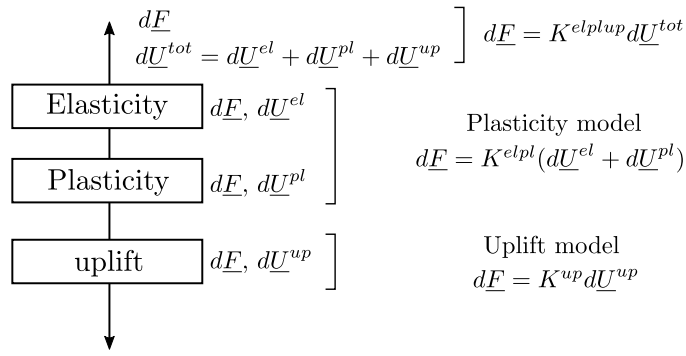 dF
dU^{tot} = dU^{el} + dU^{pl} + dU^{up}
dF = K^{elplup}dU^{tot}
Elasticity
dF, dU^{el}
Plasticity
dF, dU^{pl}
Plasticity model
dF = K^{elpl}(dU^{el} + dU^{pl})
uplift
dF, dU^{up}
Uplift model
dF = K^{up}dU^{up}